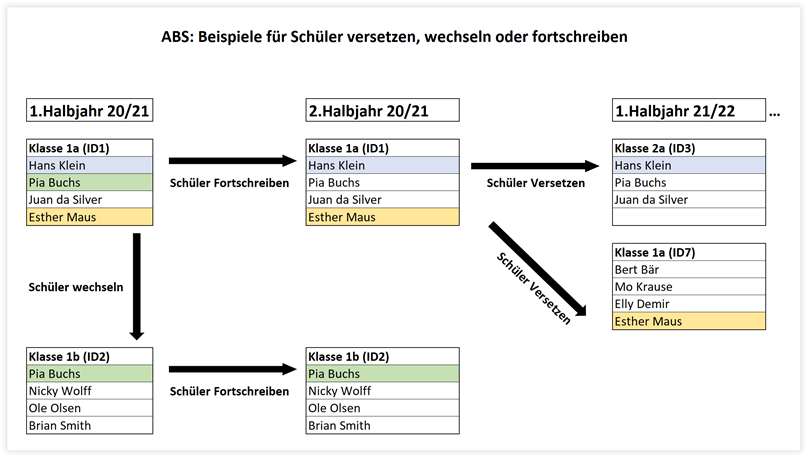 ABS: Beispiele für Schüler versetzen, wechseln oder fortschreiben
1.Halbjahr 20/21
2.Halbjahr 20/21
1.Halbjahr 21/22
...
Klasse 1a (ID1)
Hans Klein
Pia Buchs
Juan da Silver
Esther Maus
Schüler Fortschreiben
Klasse 1a (ID1)
Hans Klein
Pia Buchs
Juan da Silver
Esther Maus
Schüler Versetzen
Klasse 2a (ID3)
Hans Klein
Pia Buchs
Juan da Silver
Schüler Versetzen
Klasse 1a (ID7)
Bert Bär
Mo Krause
Elly Demir
Esther Maus
Schüler wechseln
Klasse 1b (ID2)
Pia Buchs
Nicky Wolff
Ole Olsen
Brian Smith
Schüler Fortschreiben
Klasse 1b (ID2)
Pia Buchs
Nicky Wolff
Ole Olsen
Brian Smith